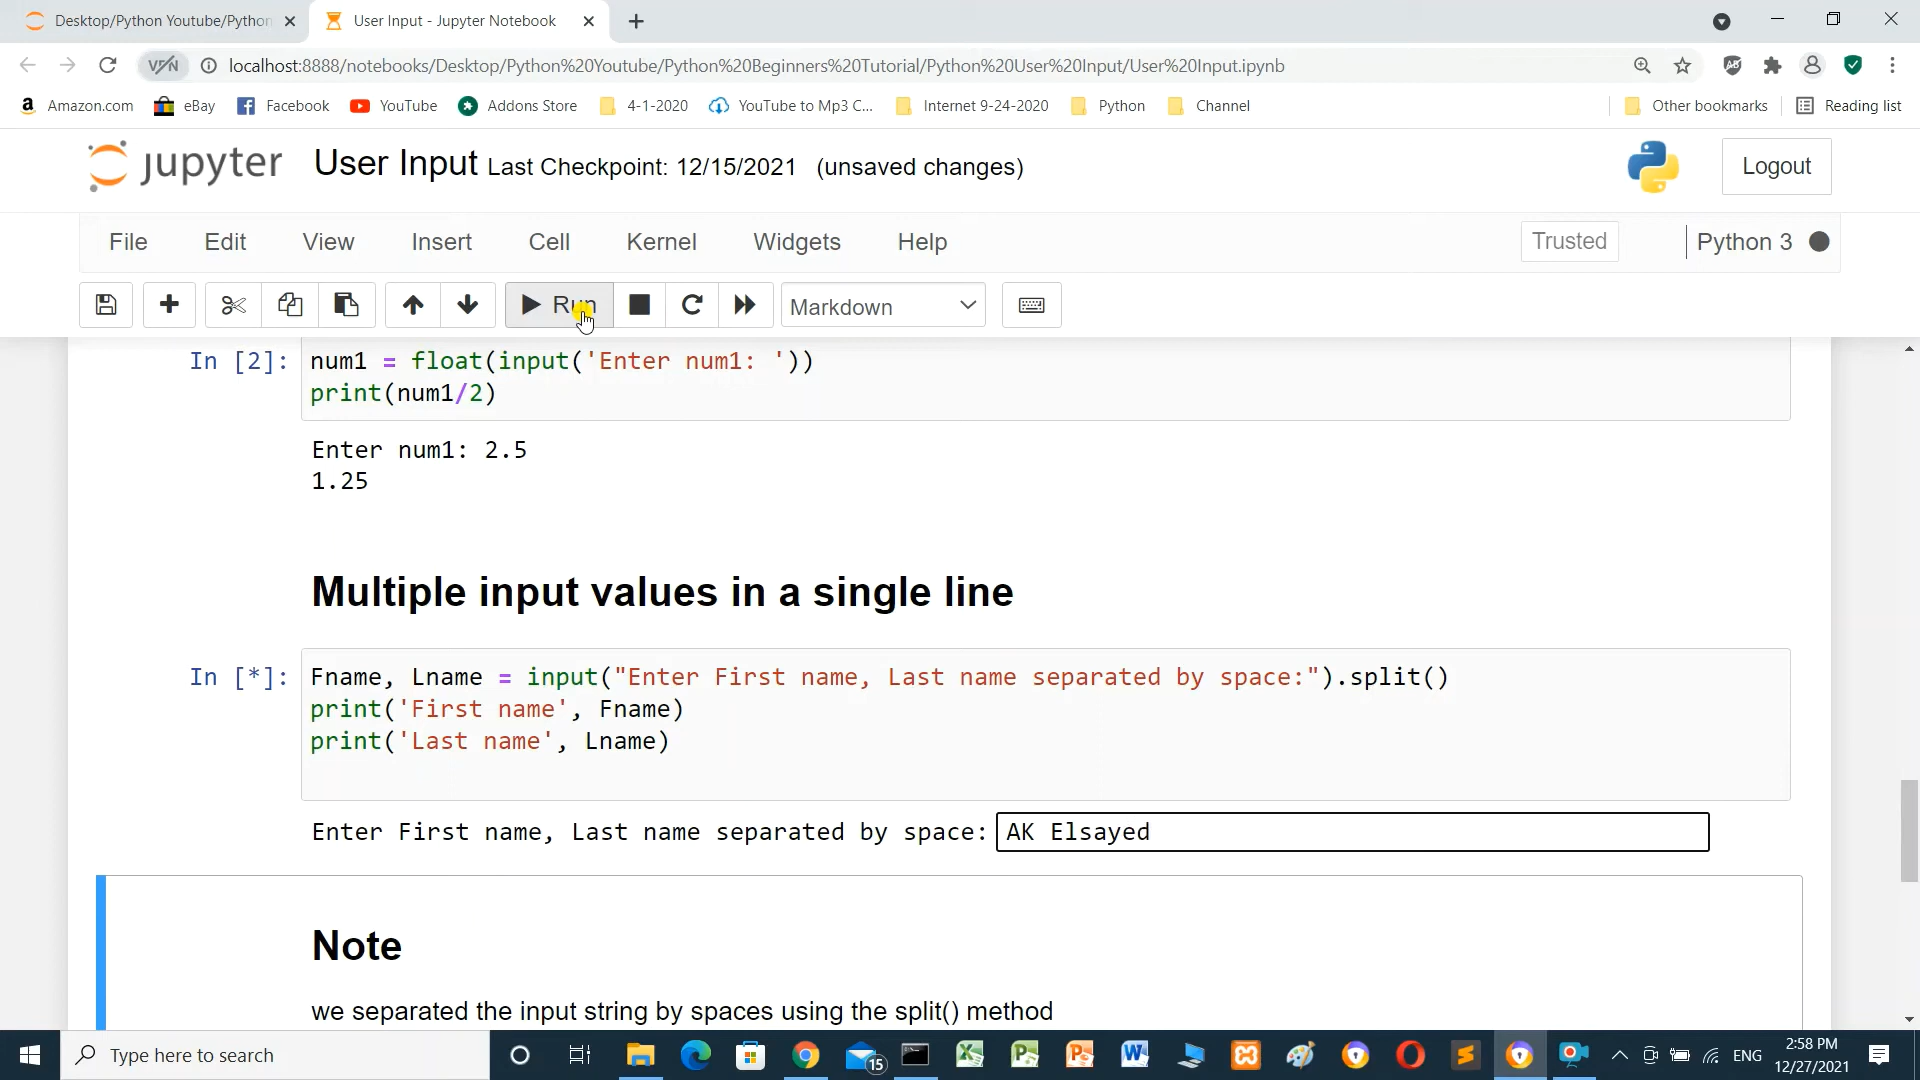 Desktop/Python Youtube/Python
User Input - Jupyter Notebook
VPN
localhost:8888/notebooks/Desktop/Python%20Youtube/Python%20Beginners%20Tutorial/Python%20User%20Input/User%20Input.ipynb
Amazon.com eBay Facebook YouTube Addons Store 4-1-2020 YouTube to Mp3 C... Internet 9-24-2020 Python Channel Other bookmarks Reading list
jupyter User Input Last Checkpoint: 12/15/2021 (unsaved changes) Logout
File Edit View Insert Cell Kernel Widgets Help Trusted Python 3
Run Markdown
In [2]: num1 = float(input('Enter num1: '))
print(num1/2)
Enter num1: 2.5
1.25
Multiple input values in a single line
In [*]: Fname, Lname = input("Enter First name, Last name separated by space:").split()
print('First name', Fname)
print('Last name', Lname)
Enter First name, Last name separated by space: AK Elsayed
Note
we separated the input string by spaces using the split() method
Type here to search 15 ENG 2:58 PM
12/27/2021